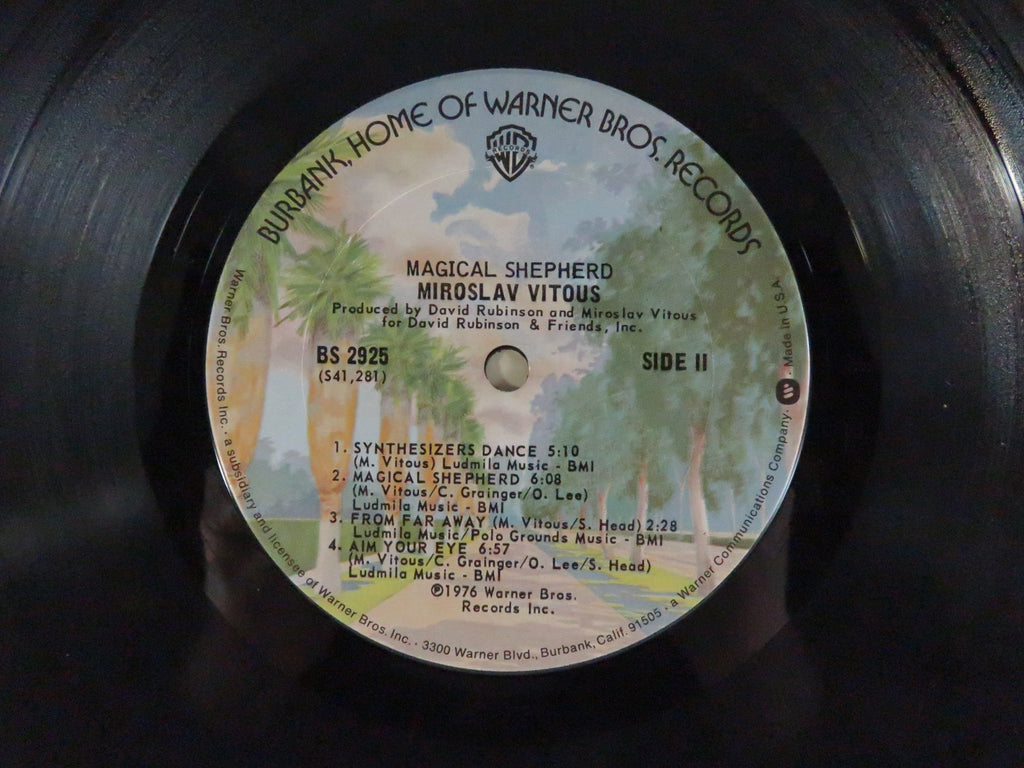 BURBANK, HOME OF WARNER BROS. RECORDS
WB
RECORDS
MAGICAL SHEPHERD
MIROSLAV VITOUS
Produced by David Rubinson and Miroslav Vitous
for David Rubinson & Friends, Inc.
BS 2925
(S41,281)
SIDE II
1. SYNTHESIZERS DANCE 5:10
(M. Vitous) Ludmila Music - BMI
2. MAGICAL SHEPHERD 6:08
(M. Vitous/C. Grainger/O. Lee)
Ludmila Music - BMI
3. FROM FAR AWAY (M. Vitous/S. Head) 2:28
Ludmila Music/Polo Grounds Music - BMI
4. AIM YOUR EYE 6:57
(M. Vitous/C. Grainger/O. Lee/S. Head)
Ludmila Music - BMI
℗1976 Warner Bros.
Records Inc.
Warner Bros. Records Inc. · a subsidiary and licensee of Warner Bros. Inc. · 3300 Warner Blvd., Burbank, Calif. 91505 · a Warner Communications Company. · Made in U.S.A.